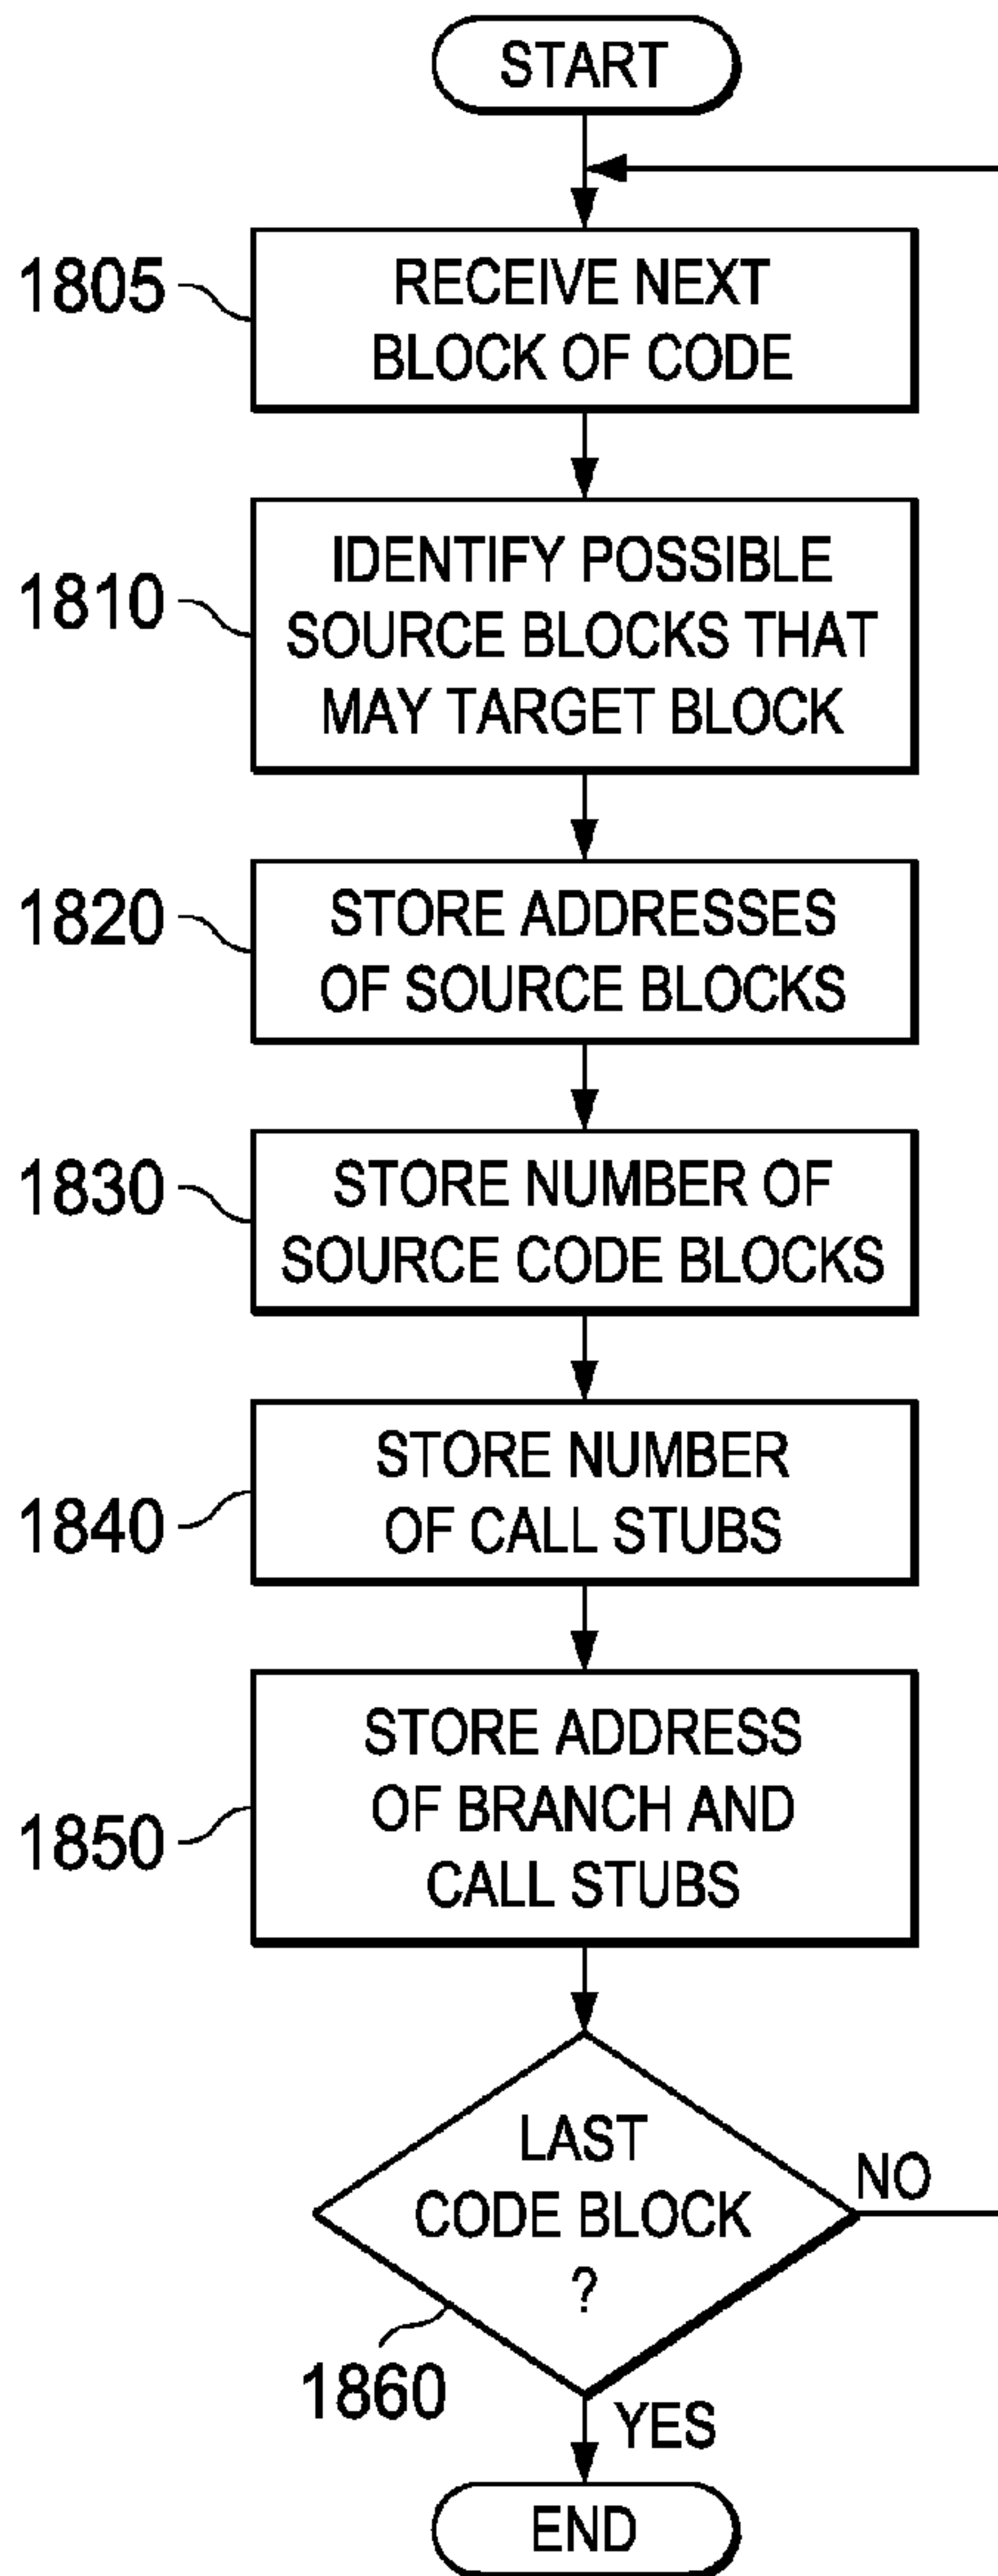 START
1805
RECEIVE NEXT
BLOCK OF CODE
1810
IDENTIFY POSSIBLE
SOURCE BLOCKS THAT
MAY TARGET BLOCK
1820
STORE ADDRESSES
OF SOURCE BLOCKS
1830
STORE NUMBER OF
SOURCE CODE BLOCKS
1840
STORE NUMBER
OF CALL STUBS
1850
STORE ADDRESS
OF BRANCH AND
CALL STUBS
LAST
CODE BLOCK
?
NO
1860
YES
END